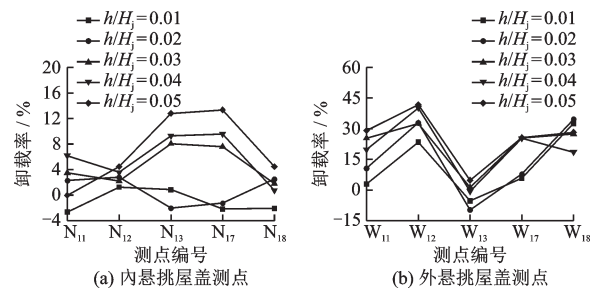 h/Hj=0.01
h/Hj=0.02
h/Hj=0.03
h/Hj=0.04
h/Hj=0.05
卸载率/%
20
16
12
8
4
0
−4
N11 N12 N13 N17 N18
测点编号
(a) 内悬挑屋盖测点
h/Hj=0.01
h/Hj=0.02
h/Hj=0.03
h/Hj=0.04
h/Hj=0.05
卸载率/%
60
45
30
15
0
−15
W11 W12 W13 W17 W18
测点编号
(b) 外悬挑屋盖测点